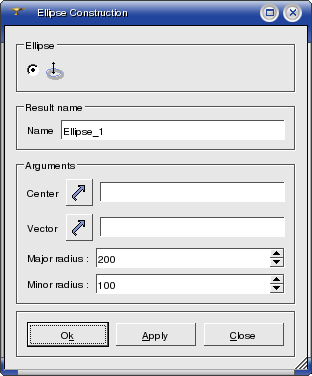 Ellipse Construction
Ellipse
Result name
Name Ellipse_1
Arguments
Center
Vector
Major radius : 200
Minor radius : 100
Ok Apply Close